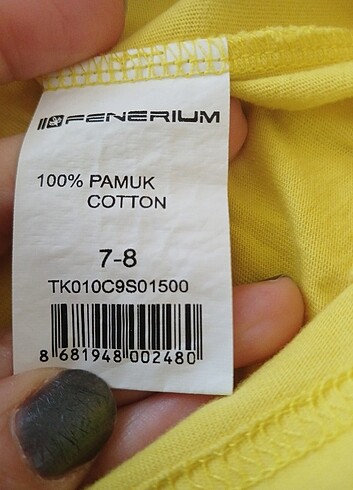 FENERIUM
100% PAMUK
COTTON
7-8
TK010C9S01500
8 681948 002480